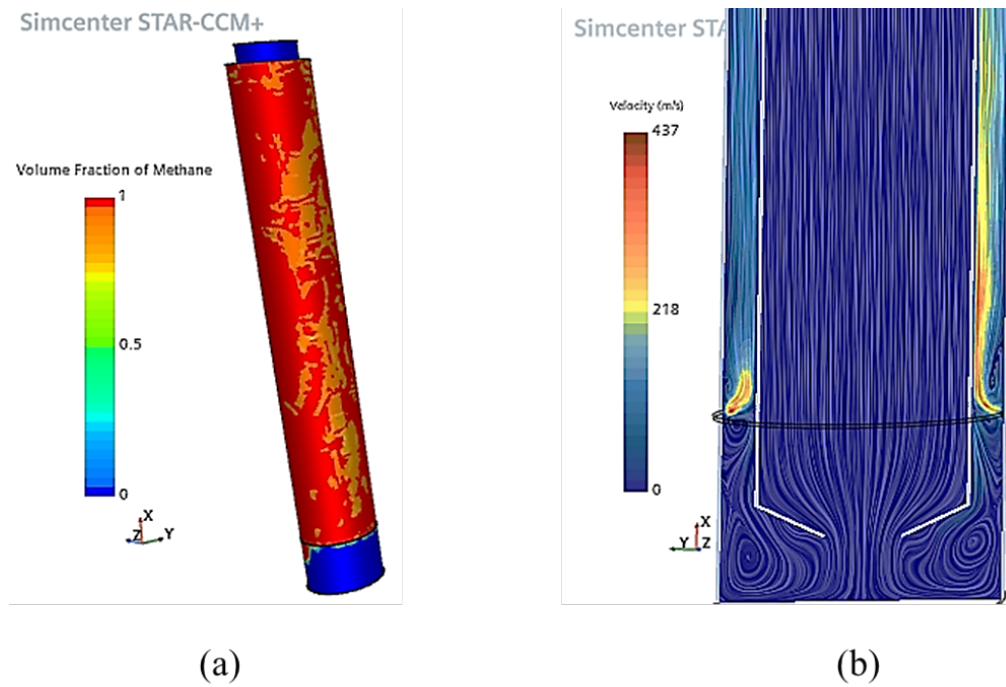 Simcenter STAR-CCM+
Volume Fraction of Methane
1
0.5
0
X
Z
Y
(a)
Simcenter STA
Velocity (m/s)
437
218
0
X
Y
Z
(b)